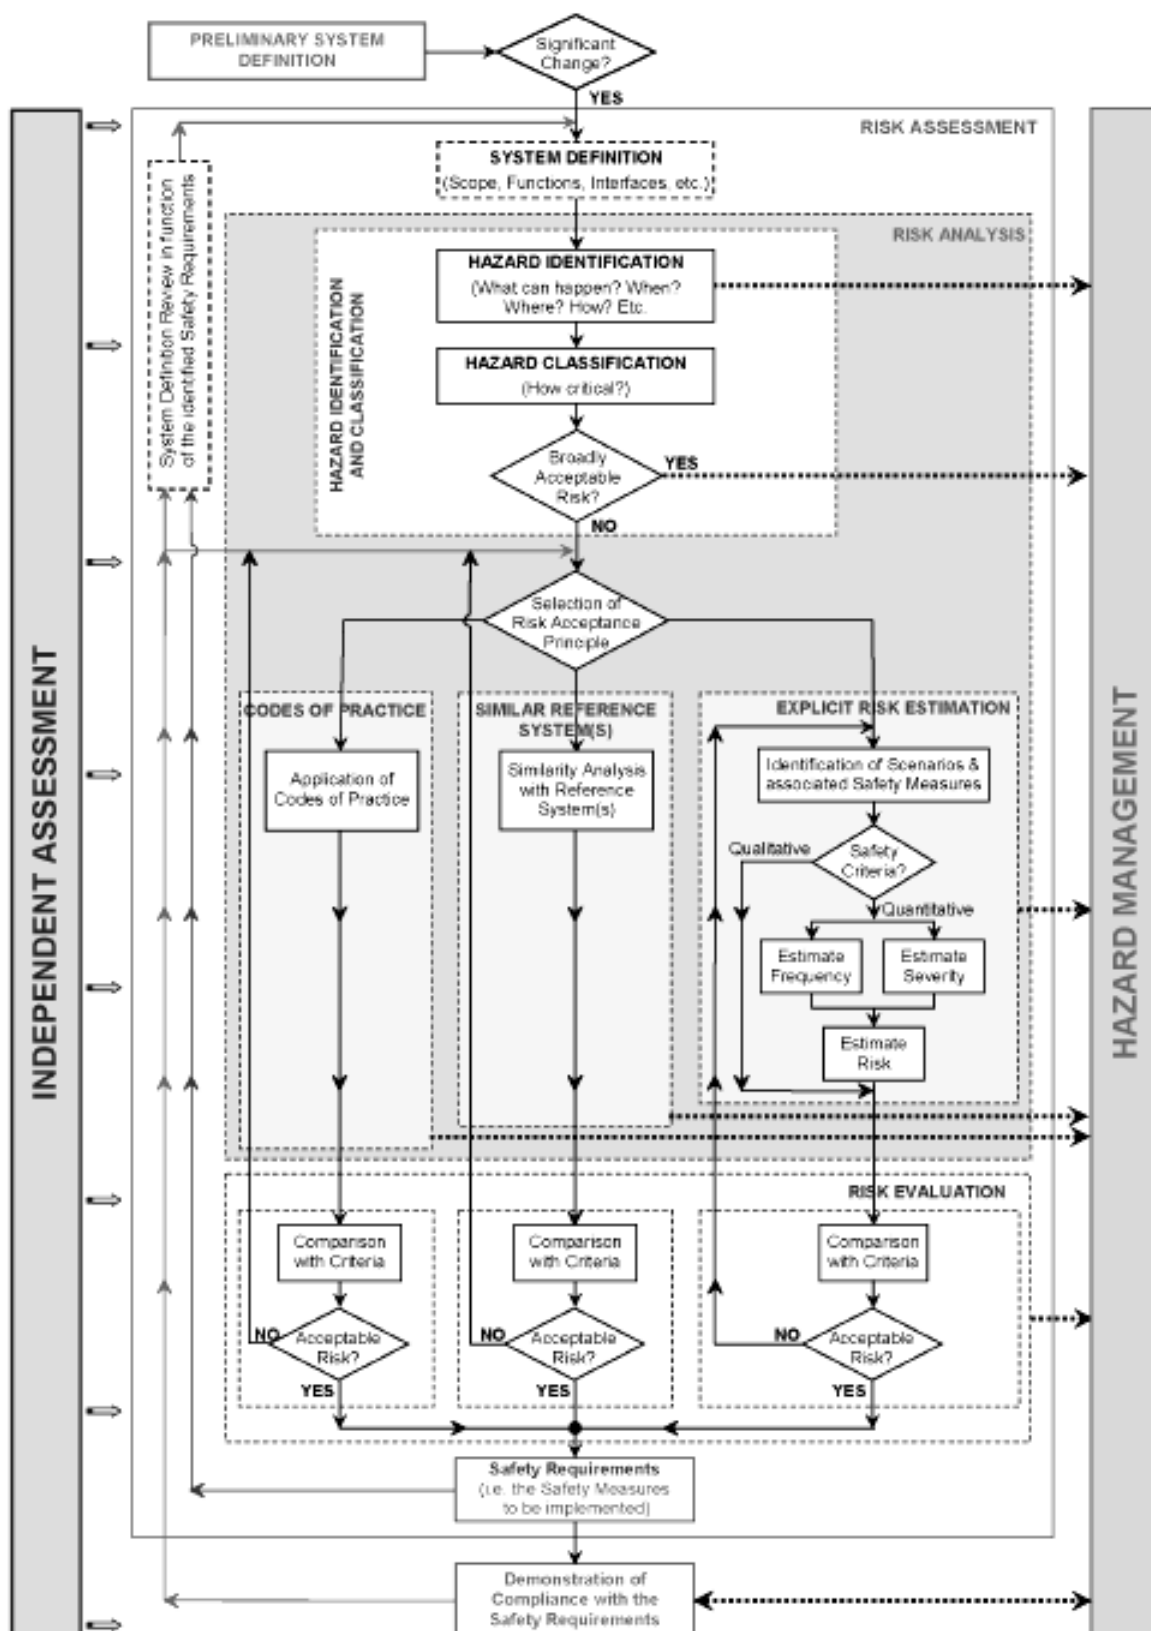 PRELIMINARY SYSTEM
DEFINITION
Significant
Change?
YES
RISK ASSESSMENT
SYSTEM DEFINITION
(Scope, Functions, Interfaces, etc.)
System Definition Review in function
of the identified Safety Requirements
RISK ANALYSIS
HAZARD IDENTIFICATION
AND CLASSIFICATION
HAZARD IDENTIFICATION
(What can happen? When?
Where? How? Etc.
HAZARD CLASSIFICATION
(How critical?)
Broadly
Acceptable
Risk?
YES
NO
Selection of
Risk Acceptance
Principle
CODES OF PRACTICE
Application of
Codes of Practice
SIMILAR REFERENCE
SYSTEM(S)
Similarity Analysis
with Reference
System(s)
EXPLICIT RISK ESTIMATION
Identification of Scenarios &
associated Safety Measures
Qualitative
Safety
Criteria?
Quantitative
Estimate
Frequency
Estimate
Severity
Estimate
Risk
INDEPENDENT ASSESSMENT
HAZARD MANAGEMENT
RISK EVALUATION
Comparison
with Criteria
Comparison
with Criteria
Comparison
with Criteria
NO
Acceptable
Risk?
YES
NO
Acceptable
Risk?
YES
NO
Acceptable
Risk?
YES
Safety Requirements
(i.e. the Safety Measures
to be implemented)
Demonstration of
Compliance with the
Safety Requirements